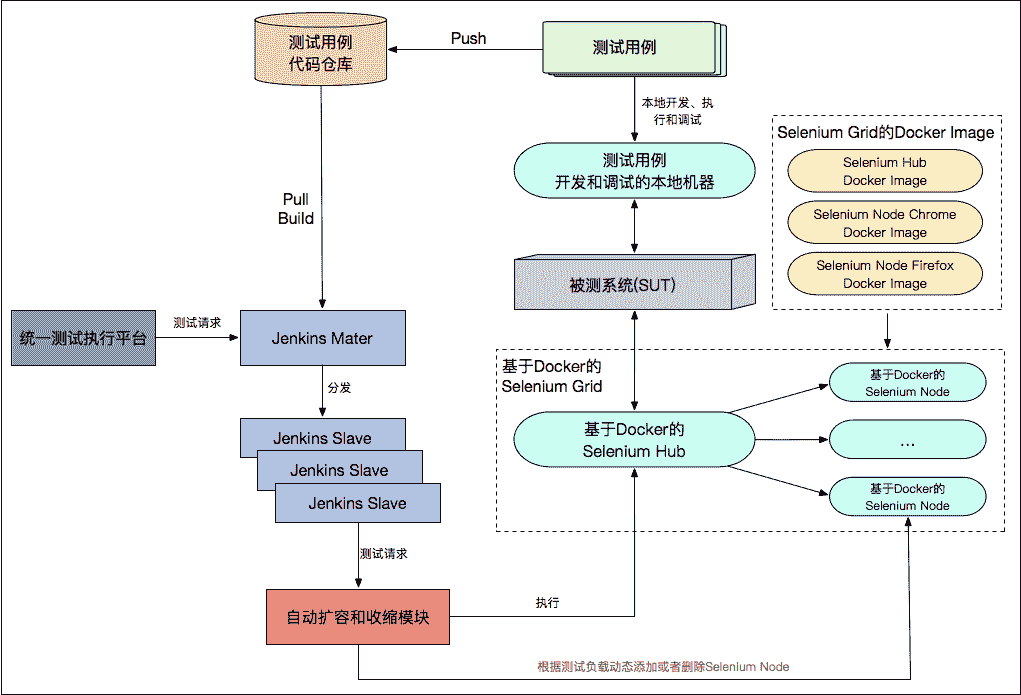 测试用例
代码仓库
Push
测试用例
本地开发、执
行和调试
测试用例
开发和调试的本地机器
Selenium Grid的Docker Image
Selenium Hub
Docker Image
Selenium Node Chrome
Docker Image
Selenium Node Firefox
Docker Image
Pull
Build
被测系统(SUT)
统一测试执行平台
测试请求
Jenkins Mater
分发
基于Docker的
Selenium Grid
基于Docker的
Selenium Node
基于Docker的
Selenium Hub
...
基于Docker的
Selenium Node
Jenkins Slave
Jenkins Slave
Jenkins Slave
测试请求
自动扩容和收缩模块
执行
根据测试负载动态添加或者删除Selenium Node